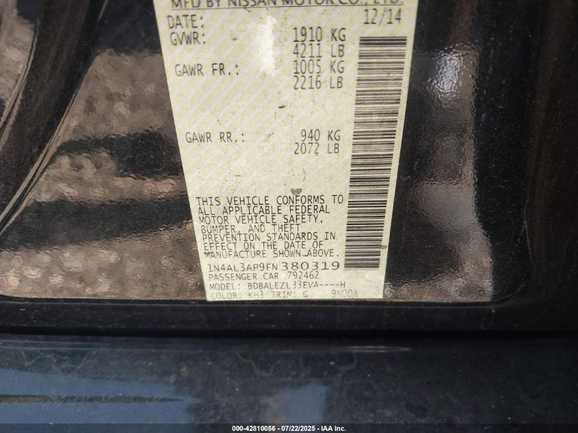 MFD BY NISSAN MOTOR CO., LTD.
DATE: 12/14
GVWR: 1910 KG
4211 LB
GAWR FR.: 1005 KG
2216 LB
GAWR RR.: 940 KG
2072 LB
THIS VEHICLE CONFORMS TO
ALL APPLICABLE FEDERAL
MOTOR VEHICLE SAFETY,
BUMPER, AND THEFT
PREVENTION STANDARDS IN
EFFECT ON THE DATE OF
MANUFACTURE SHOWN ABOVE.
1N4AL3AP9FN380319
PASSENGER CAR 792462
MODEL: BDBALEZL33EVA----H
COLOR: KH3 TRIM: G
000-42810056 - 07/22/2025 - IAA Inc.